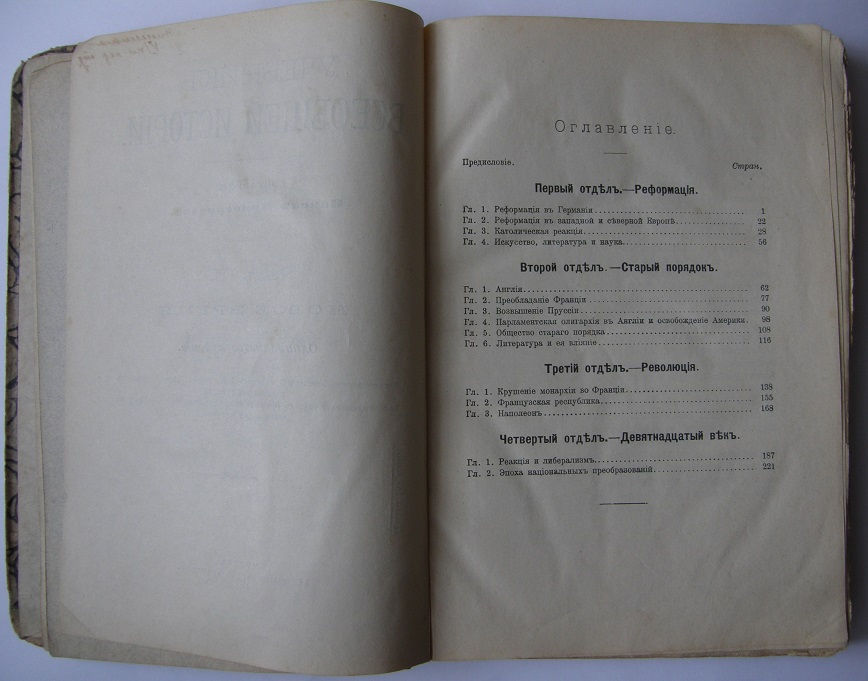 Оглавленіе.
Предисловіе. Стран.
Первый отдѣлъ.—Реформація.
Гл. 1. Реформація въ Германіи 1
Гл. 2. Реформація въ западной и сѣверной Европѣ 22
Гл. 3. Католическая реакція 28
Гл. 4. Искусство, литература и наука 56
Второй отдѣлъ.—Старый порядокъ.
Гл. 1. Англія 62
Гл. 2. Преобладаніе Франціи 77
Гл. 3. Возвышеніе Пруссіи 90
Гл. 4. Парламентская олигархія въ Англіи и освобожденіе Америки. 98
Гл. 5. Общество стараго порядка 108
Гл. 6. Литература и ея вліяніе 116
Третій отдѣлъ.—Революція.
Гл. 1. Крушеніе монархіи во Франціи 138
Гл. 2. Французская республика 155
Гл. 3. Наполеонъ 168
Четвертый отдѣлъ.—Девятнадцатый вѣкъ.
Гл. 1. Реакція и либерализмъ 187
Гл. 2. Эпоха національныхъ преобразованій 221